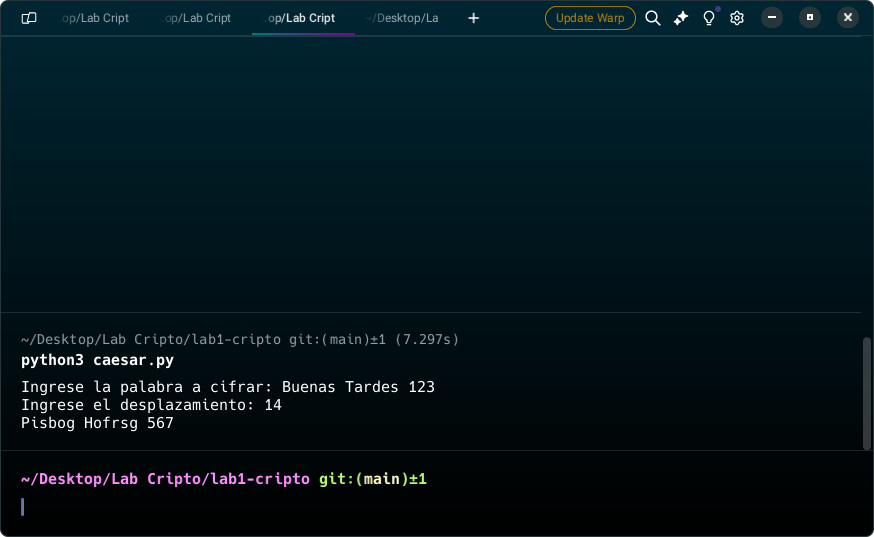 op/Lab Cript
op/Lab Cript
op/Lab Cript
~/Desktop/La
+
Update Warp
~/Desktop/Lab Cripto/lab1-cripto git:(main)±1 (7.297s)
python3 caesar.py
Ingrese la palabra a cifrar: Buenas Tardes 123
Ingrese el desplazamiento: 14
Pisbog Hofrsg 567
~/Desktop/Lab Cripto/lab1-cripto git:(main)±1